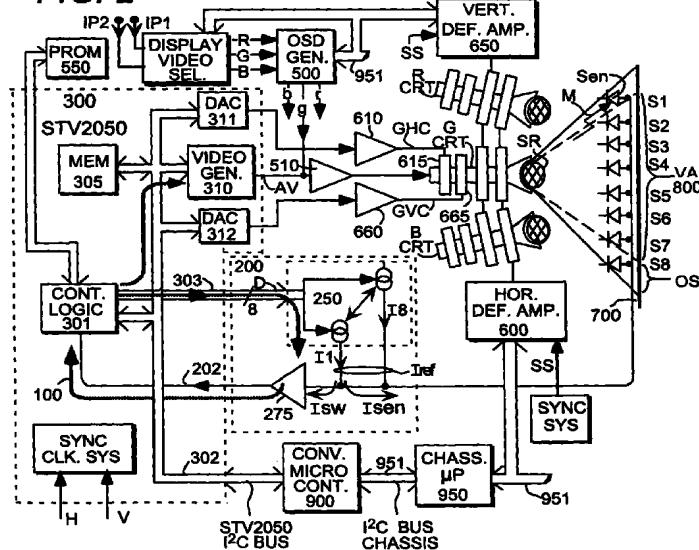 IP2
IP1
PROM
550
DISPLAY
VIDEO
SEL.
R
G
B
OSD
GEN.
500
951
SS
VERT.
DEF. AMP.
650
300
STV2050
DAC
311
MEM
305
VIDEO
GEN.
310
DAC
312
b
g
r
510
AV
610
GHC
G
CRT
615
660
GVC
665
R
CRT
B
CRT
SR
Sen
M
S1
S2
S3
S4
S5
S6
S7
S8
VA
800
OS
700
CONT.
LOGIC
301
303
D
8
200
250
I8
I1
Iref
202
275
Isw
Isen
100
HOR.
DEF. AMP.
600
SS
SYNC
SYS
SYNC
CLK. SYS
H
V
302
CONV.
MICRO
CONT.
900
951
CHASS.
µP
950
951
STV2050
I²C BUS
I²C BUS
CHASSIS